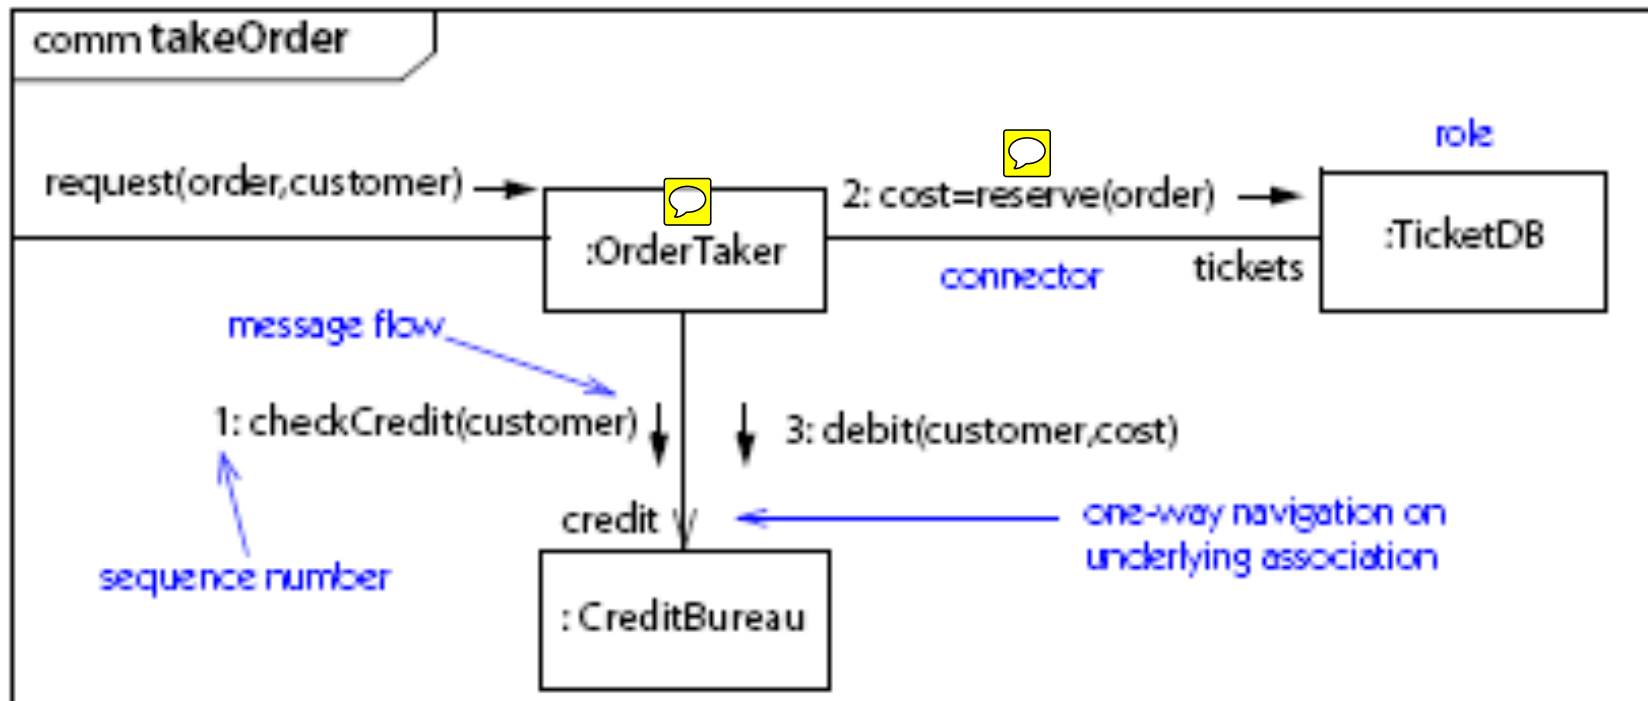 comm takeOrder
role
request(order,customer)
2: cost=reserve(order)
:OrderTaker
:TicketDB
connector
tickets
message flow
1: checkCredit(customer)
3: debit(customer,cost)
credit
one-way navigation on
underlying association
sequence number
: CreditBureau